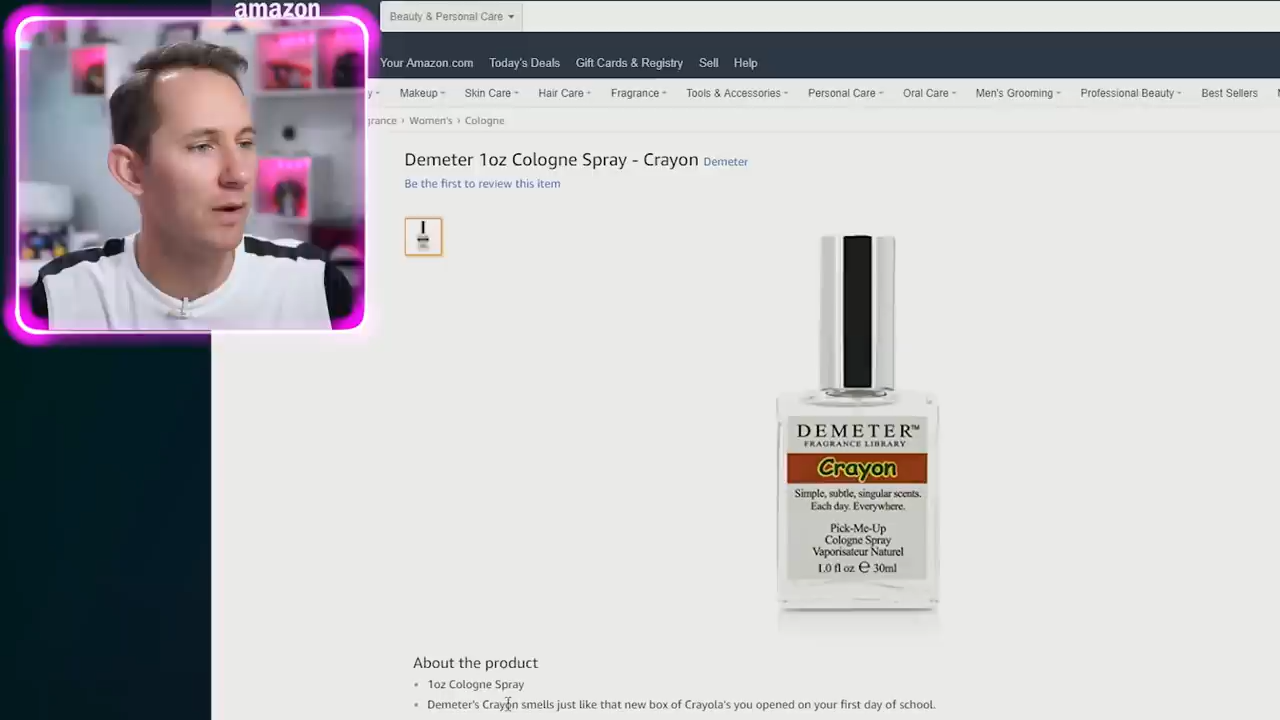 amazon
Beauty & Personal Care
Your Amazon.com Today's Deals Gift Cards & Registry Sell Help
Makeup Skin Care Hair Care Fragrance Tools & Accessories Personal Care Oral Care Men's Grooming Professional Beauty Best Sellers
› Women's › Cologne
Demeter 1oz Cologne Spray - Crayon Demeter
Be the first to review this item
DEMETER™
FRAGRANCE LIBRARY
Crayon
Simple, subtle, singular scents.
Each day. Everywhere.
Pick-Me-Up
Cologne Spray
Vaporisateur Naturel
1.0 fl oz ℮ 30ml
About the product
• 1oz Cologne Spray
• Demeter's Crayon smells just like that new box of Crayola's you opened on your first day of school.